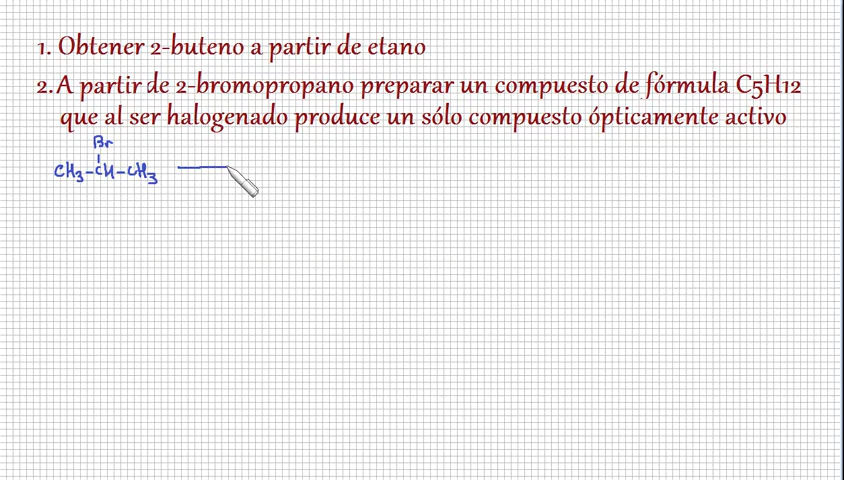 1. Obtener 2-buteno a partir de etano
2. A partir de 2-bromopropano preparar un compuesto de fórmula C5H12
que al ser halogenado produce un sólo compuesto ópticamente activo
Br
CH3-CH-CH3